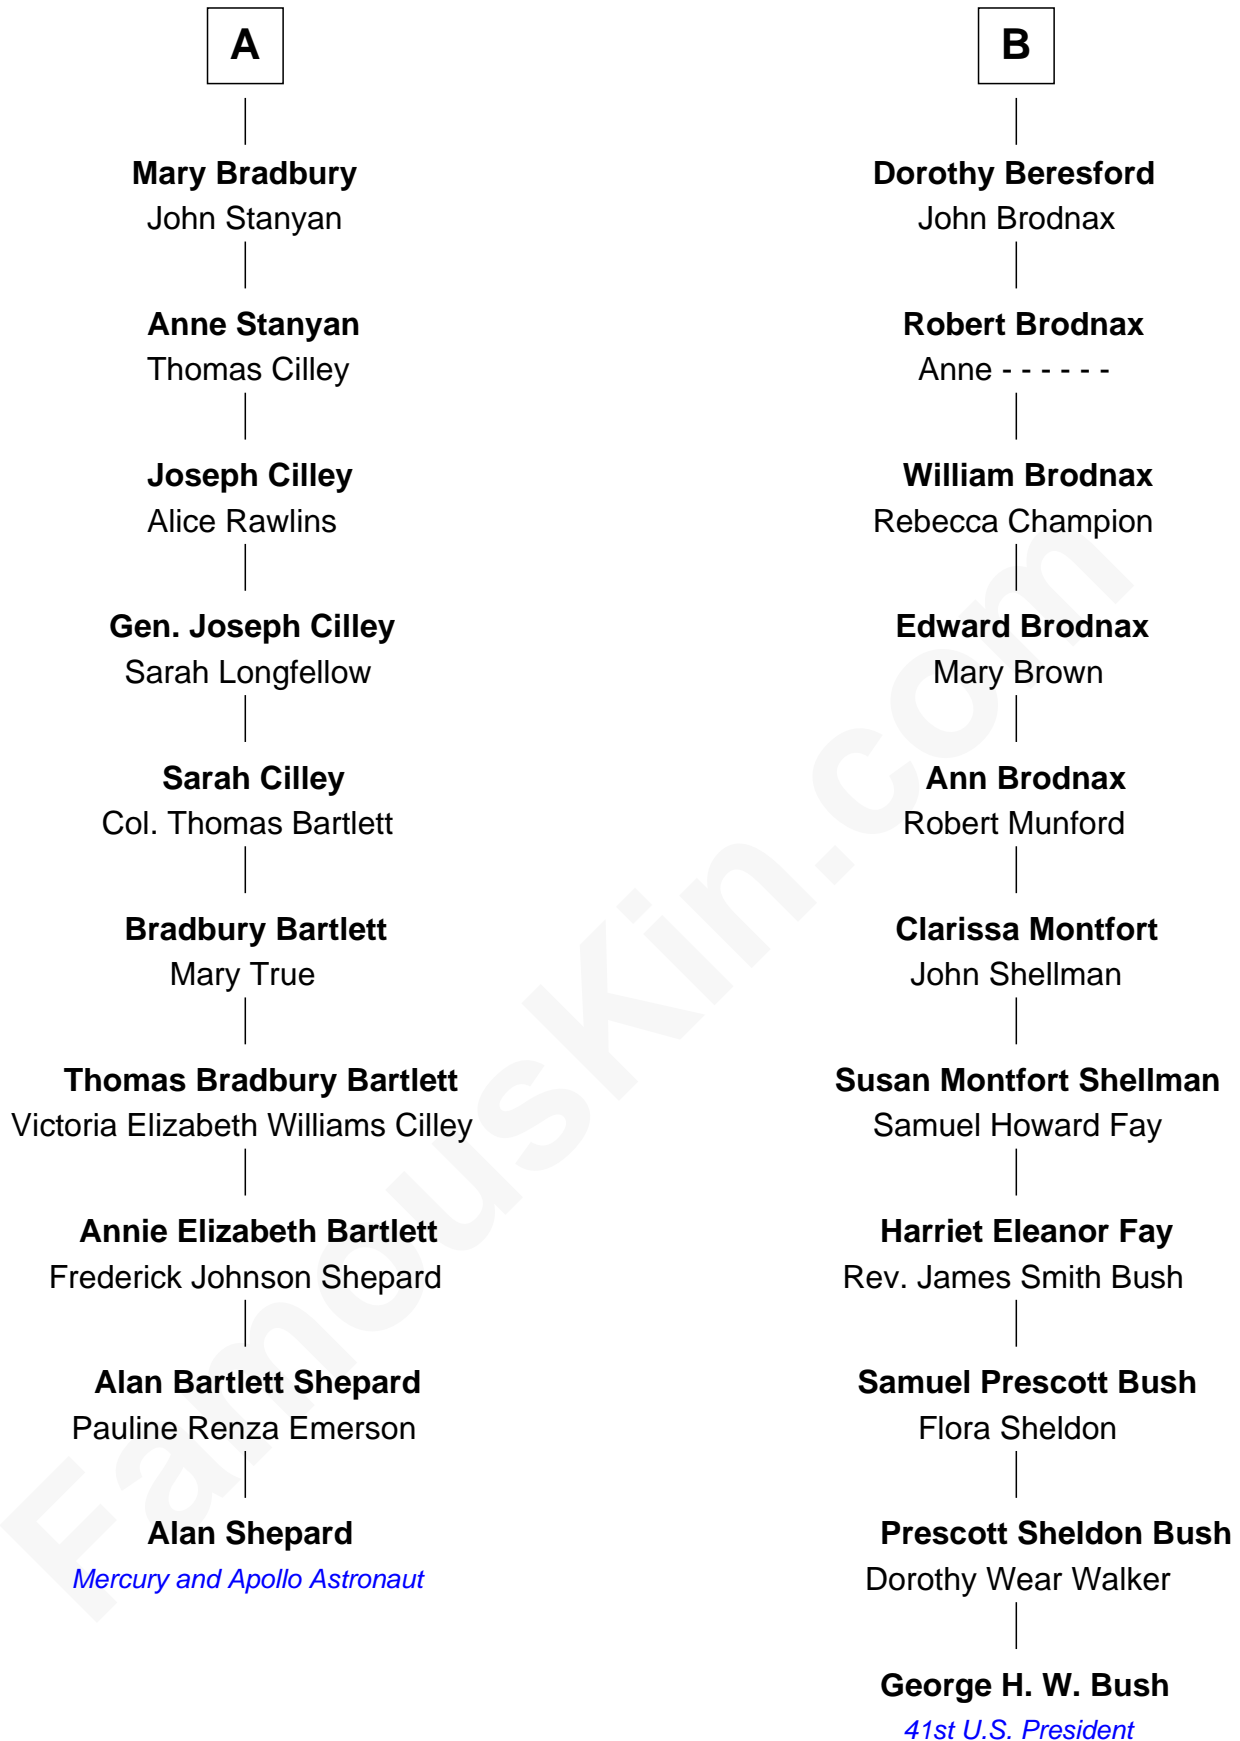 A
Mary Bradbury
John Stanyan
Anne Stanyan
Thomas Cilley
Joseph Cilley
Alice Rawlins
Gen. Joseph Cilley
Sarah Longfellow
Sarah Cilley
Col. Thomas Bartlett
Bradbury Bartlett
Mary True
Thomas Bradbury Bartlett
Victoria Elizabeth Williams Cilley
Annie Elizabeth Bartlett
Frederick Johnson Shepard
Alan Bartlett Shepard
Pauline Renza Emerson
Alan Shepard
Mercury and Apollo Astronaut
B
Dorothy Beresford
John Brodnax
Robert Brodnax
Anne - - - - - -
William Brodnax
Rebecca Champion
Edward Brodnax
Mary Brown
Ann Brodnax
Robert Munford
Clarissa Montfort
John Shellman
Susan Montfort Shellman
Samuel Howard Fay
Harriet Eleanor Fay
Rev. James Smith Bush
Samuel Prescott Bush
Flora Sheldon
Prescott Sheldon Bush
Dorothy Wear Walker
George H. W. Bush
41st U.S. President
FamousKin.com